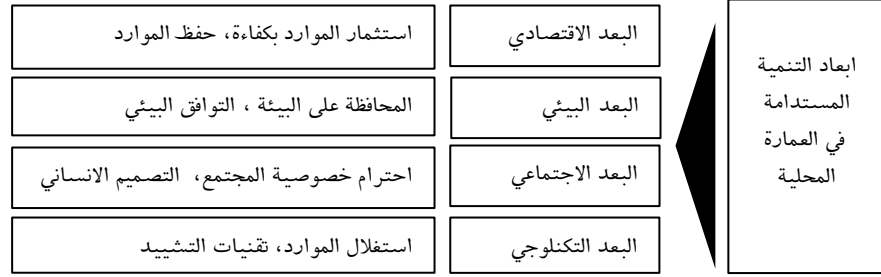 ابعاد التنمية
المستدامة
في العمارة
المحلية
البعد الاقتصادي
استثمار الموارد بكفاءة، حفظ الموارد
البعد البيئي
المحافظة على البيئة ، التوافق البيئي
البعد الاجتماعي
احترام خصوصية المجتمع، التصميم الانساني
البعد التكنلوجي
استغلال الموارد، تقنيات التشييد